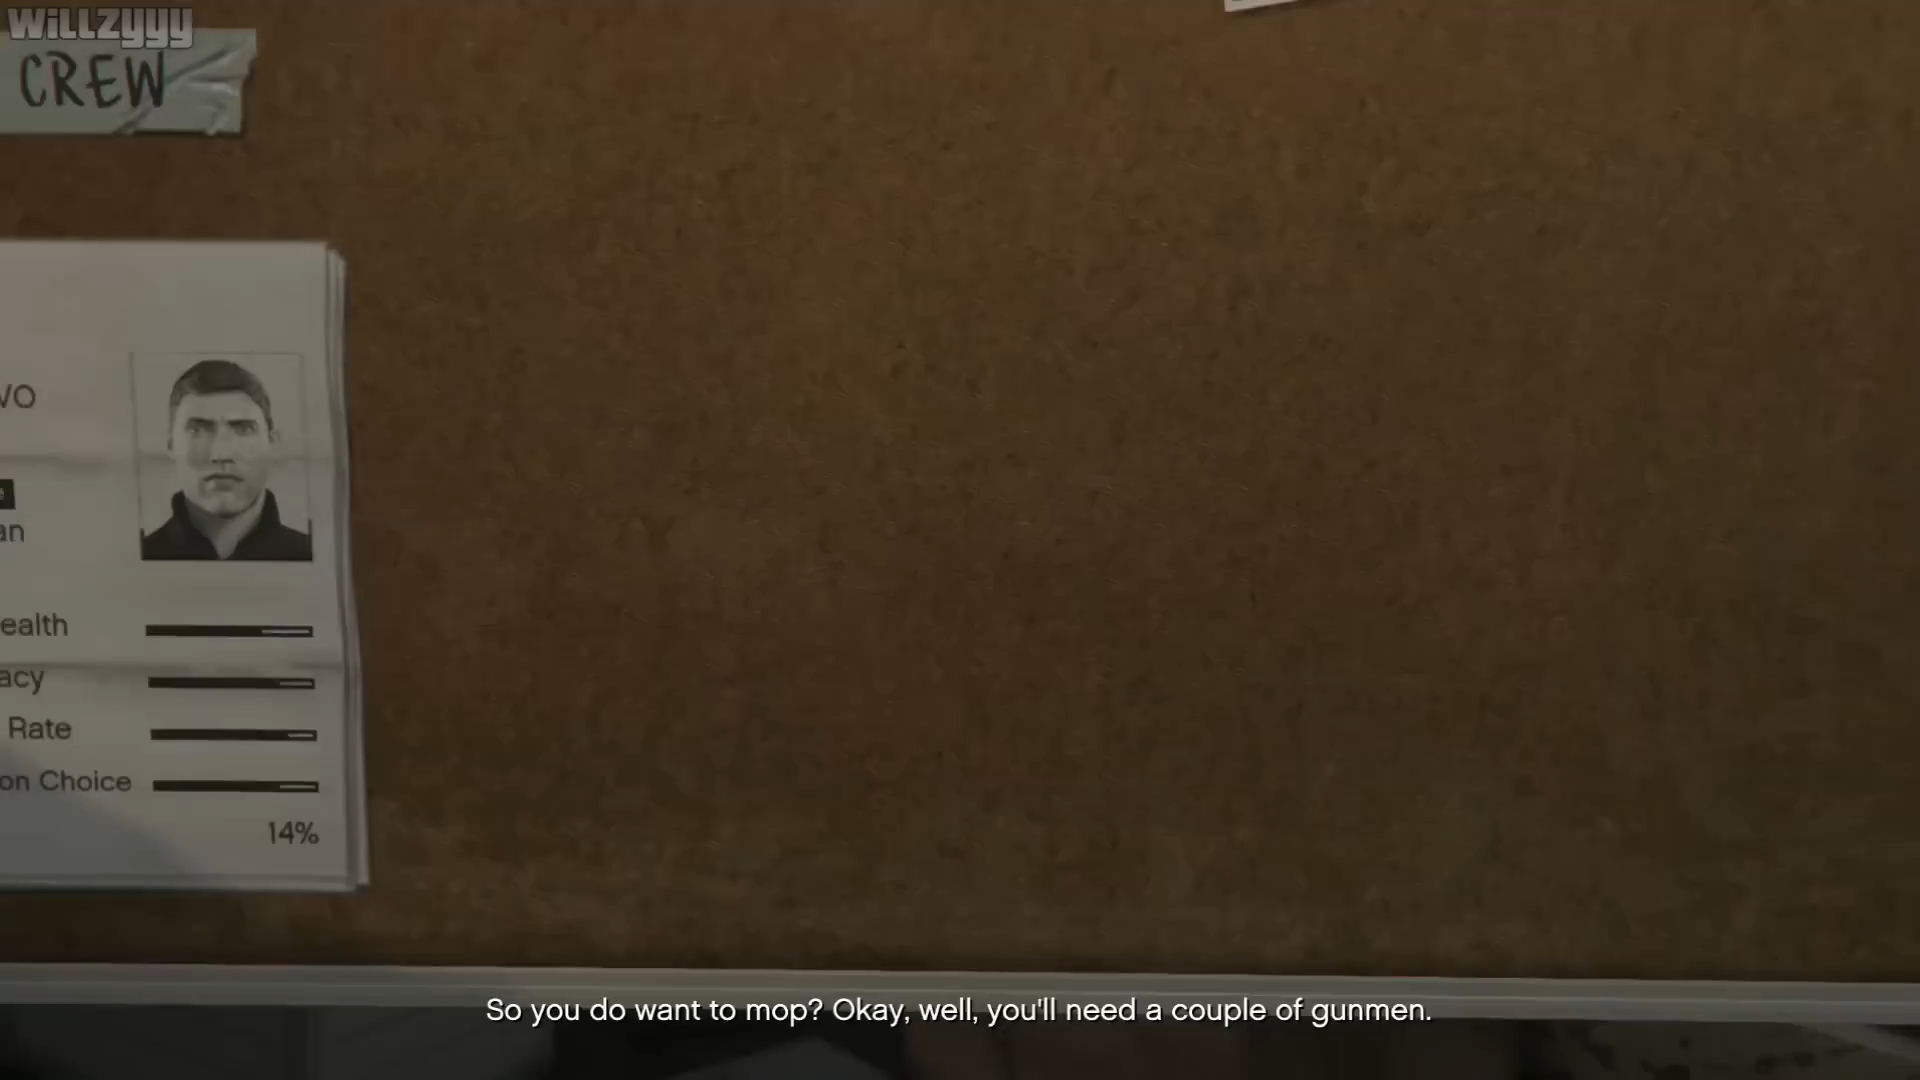 WiLLZyyy
CREW
VO
an
ealth
acy
Rate
on Choice
14%
So you do want to mop? Okay, well, you'll need a couple of gunmen.